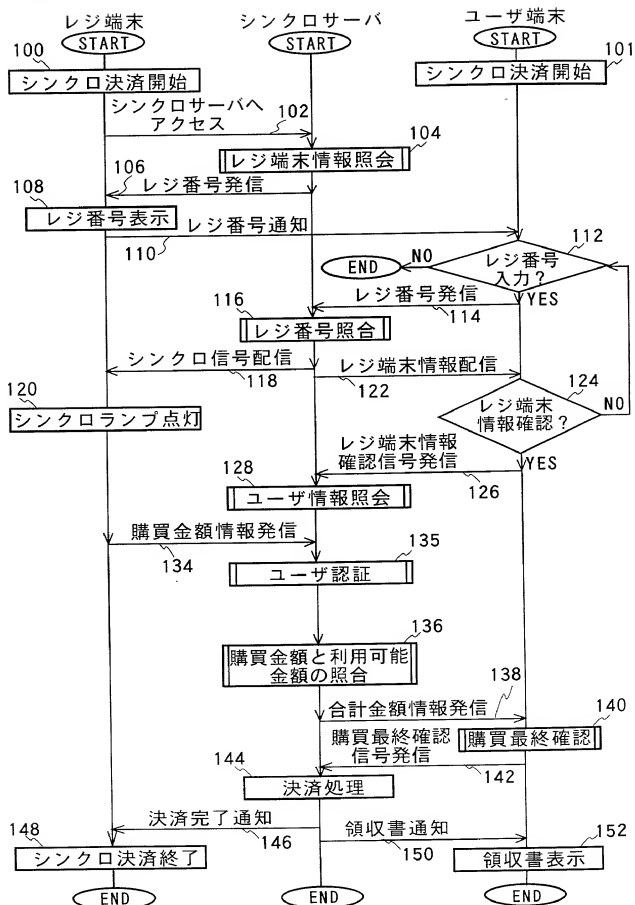 レジ端末
シンクロサーバ
ユーザ端末
START
START
START
100
シンクロ決済開始
101
シンクロ決済開始
シンクロサーバへ
アクセス
102
104
レジ端末情報照会
106
レジ番号発信
108
レジ番号表示
レジ番号通知
110
112
レジ番号
入力?
NO
END
YES
レジ番号発信
114
116
レジ番号照合
シンクロ信号配信
118
レジ端末情報配信
122
120
シンクロランプ点灯
124
レジ端末
情報確認?
NO
YES
レジ端末情報
確認信号発信
126
128
ユーザ情報照会
購買金額情報発信
134
135
ユーザ認証
136
購買金額と利用可能
金額の照合
合計金額情報発信
138
140
購買最終確認
購買最終確認
信号発信
142
144
決済処理
決済完了通知
146
148
シンクロ決済終了
領収書通知
150
152
領収書表示
END
END
END